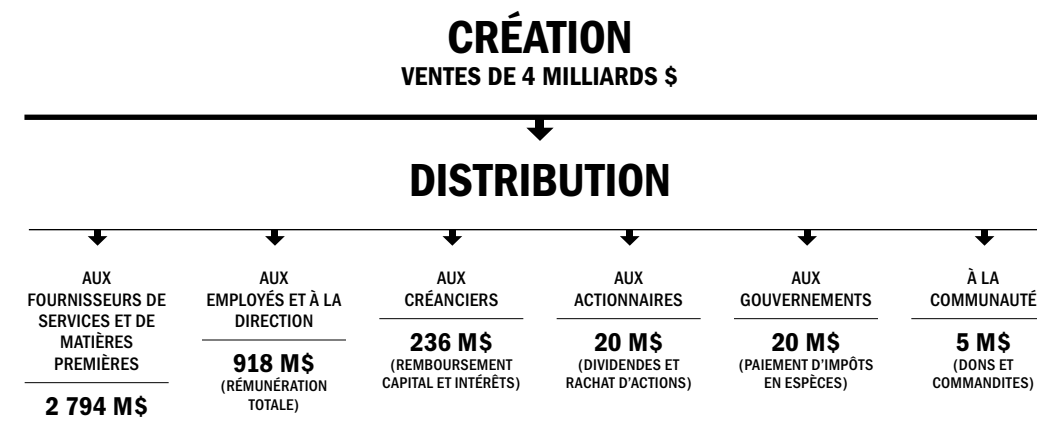 CRÉATION
VENTES DE 4 MILLIARDS $
DISTRIBUTION
AUX
FOURNISSEURS DE
SERVICES ET DE
MATIÈRES
PREMIÈRES
2 794 M$
AUX
EMPLOYÉS ET À LA
DIRECTION
918 M$
(RÉMUNÉRATION
TOTALE)
AUX
CRÉANCIERS
236 M$
(REMBOURSEMENT
CAPITAL ET INTÉRÊTS)
AUX
ACTIONNAIRES
20 M$
(DIVIDENDES ET
RACHAT D'ACTIONS)
AUX
GOUVERNEMENTS
20 M$
(PAIEMENT D'IMPÔTS
EN ESPÈCES)
À LA
COMMUNAUTÉ
5 M$
(DONS ET
COMMANDITES)